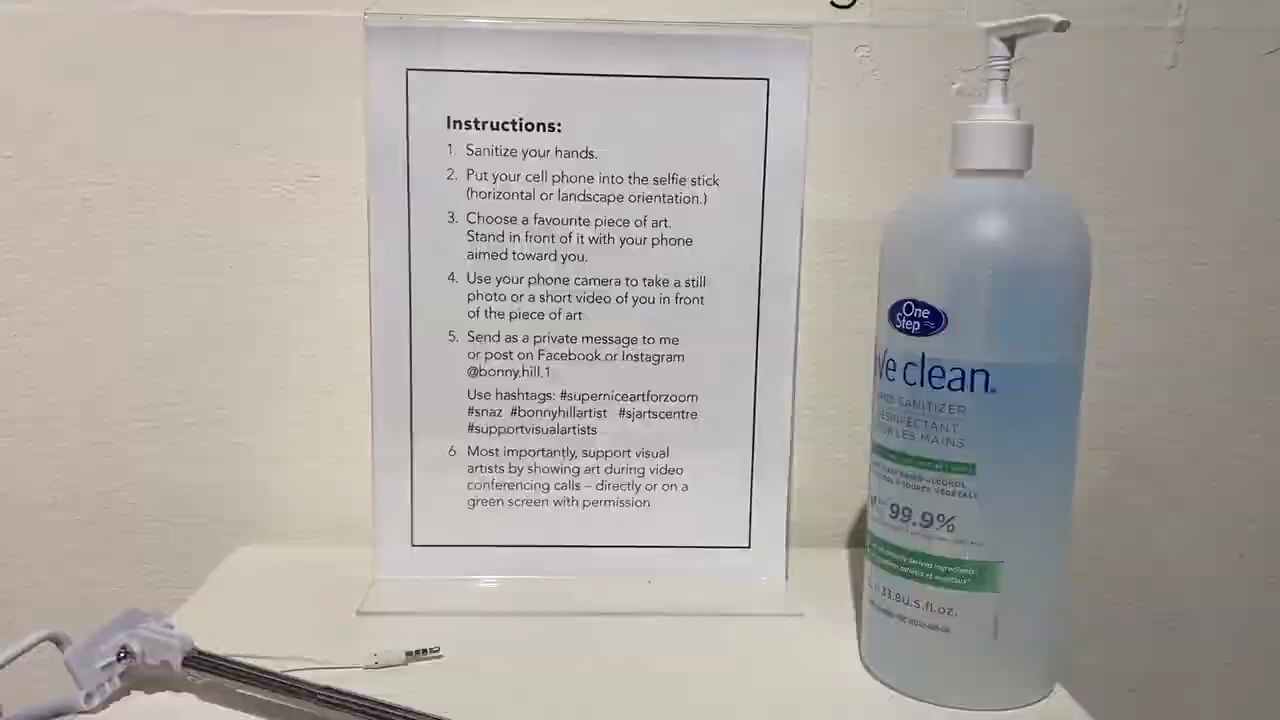 Instructions:
1. Sanitize your hands.
2. Put your cell phone into the selfie stick
(horizontal or landscape orientation.)
3. Choose a favourite piece of art.
Stand in front of it with your phone
aimed toward you.
4. Use your phone camera to take a still
photo or a short video of you in front
of the piece of art
5. Send as a private message to me
or post on Facebook or Instagram
@bonny.hill.1
Use hashtags: #superniceartforzoom
#snaz #bonnyhillartist #sjartscentre
#supportvisualartists
6 Most importantly, support visual
artists by showing art during video
conferencing calls – directly or on a
green screen with permission
One
Step
clean.
SANITIZER
LES MAINS
99.9%
33.8U.S.fl.oz.